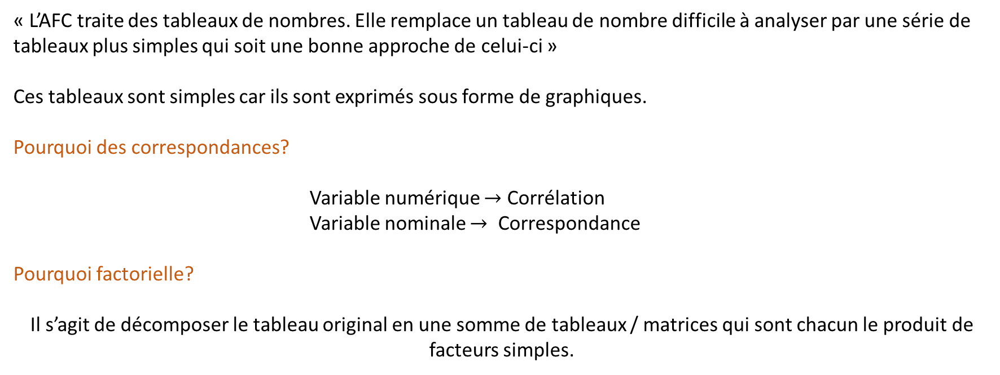 « L’AFC traite des tableaux de nombres. Elle remplace un tableau de nombre difficile à analyser par une série de
tableaux plus simples qui soit une bonne approche de celui-ci »
Ces tableaux sont simples car ils sont exprimés sous forme de graphiques.
Pourquoi des correspondances?
Variable numérique → Corrélation
Variable nominale → Correspondance
Pourquoi factorielle?
Il s’agit de décomposer le tableau original en une somme de tableaux / matrices qui sont chacun le produit de
facteurs simples.